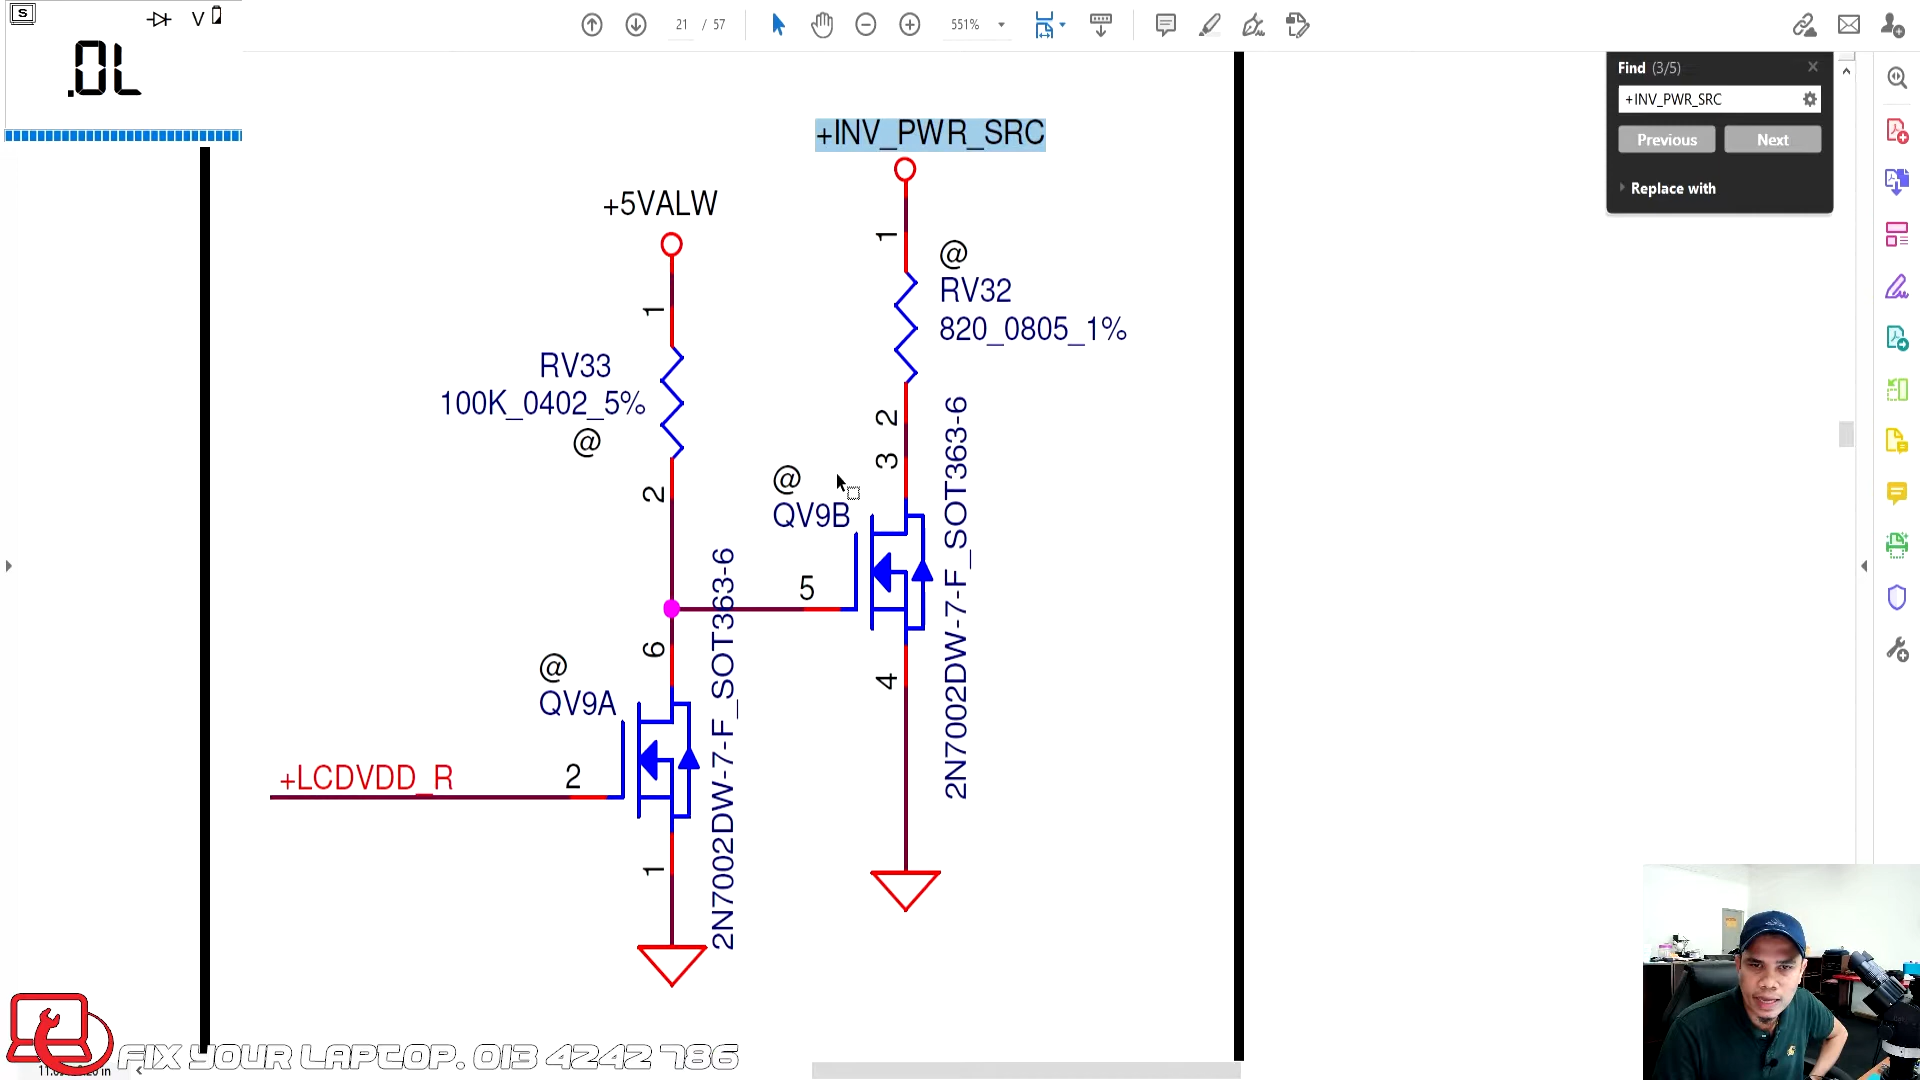 S
V
.0L
21 / 57
551%
Find (3/5)
+INV_PWR_SRC
Previous Next
Replace with
+INV_PWR_SRC
+5VALW
1
@
RV32
820_0805_1%
1
RV33
100K_0402_5%
@
2
3
2
@
QV9B
2N7002DW-7-F_SOT363-6
5
6
4
@
QV9A
2N7002DW-7-F_SOT363-6
+LCDVDD_R
2
1
FIX YOUR LAPTOP. 013 4242 786